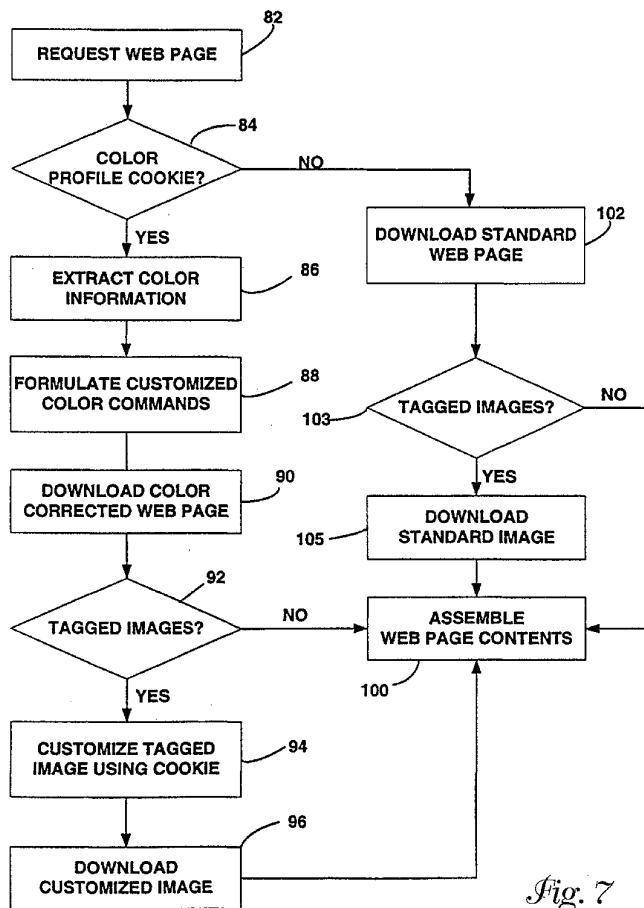 82
REQUEST WEB PAGE
84
COLOR
PROFILE COOKIE?
NO
YES
102
DOWNLOAD STANDARD
WEB PAGE
EXTRACT COLOR
INFORMATION
86
FORMULATE CUSTOMIZED
COLOR COMMANDS
88
103
TAGGED IMAGES?
NO
YES
90
DOWNLOAD COLOR
CORRECTED WEB PAGE
105
DOWNLOAD
STANDARD IMAGE
92
TAGGED IMAGES?
NO
YES
ASSEMBLE
WEB PAGE CONTENTS
100
CUSTOMIZE TAGGED
IMAGE USING COOKIE
94
96
DOWNLOAD
CUSTOMIZED IMAGE
Fig. 7